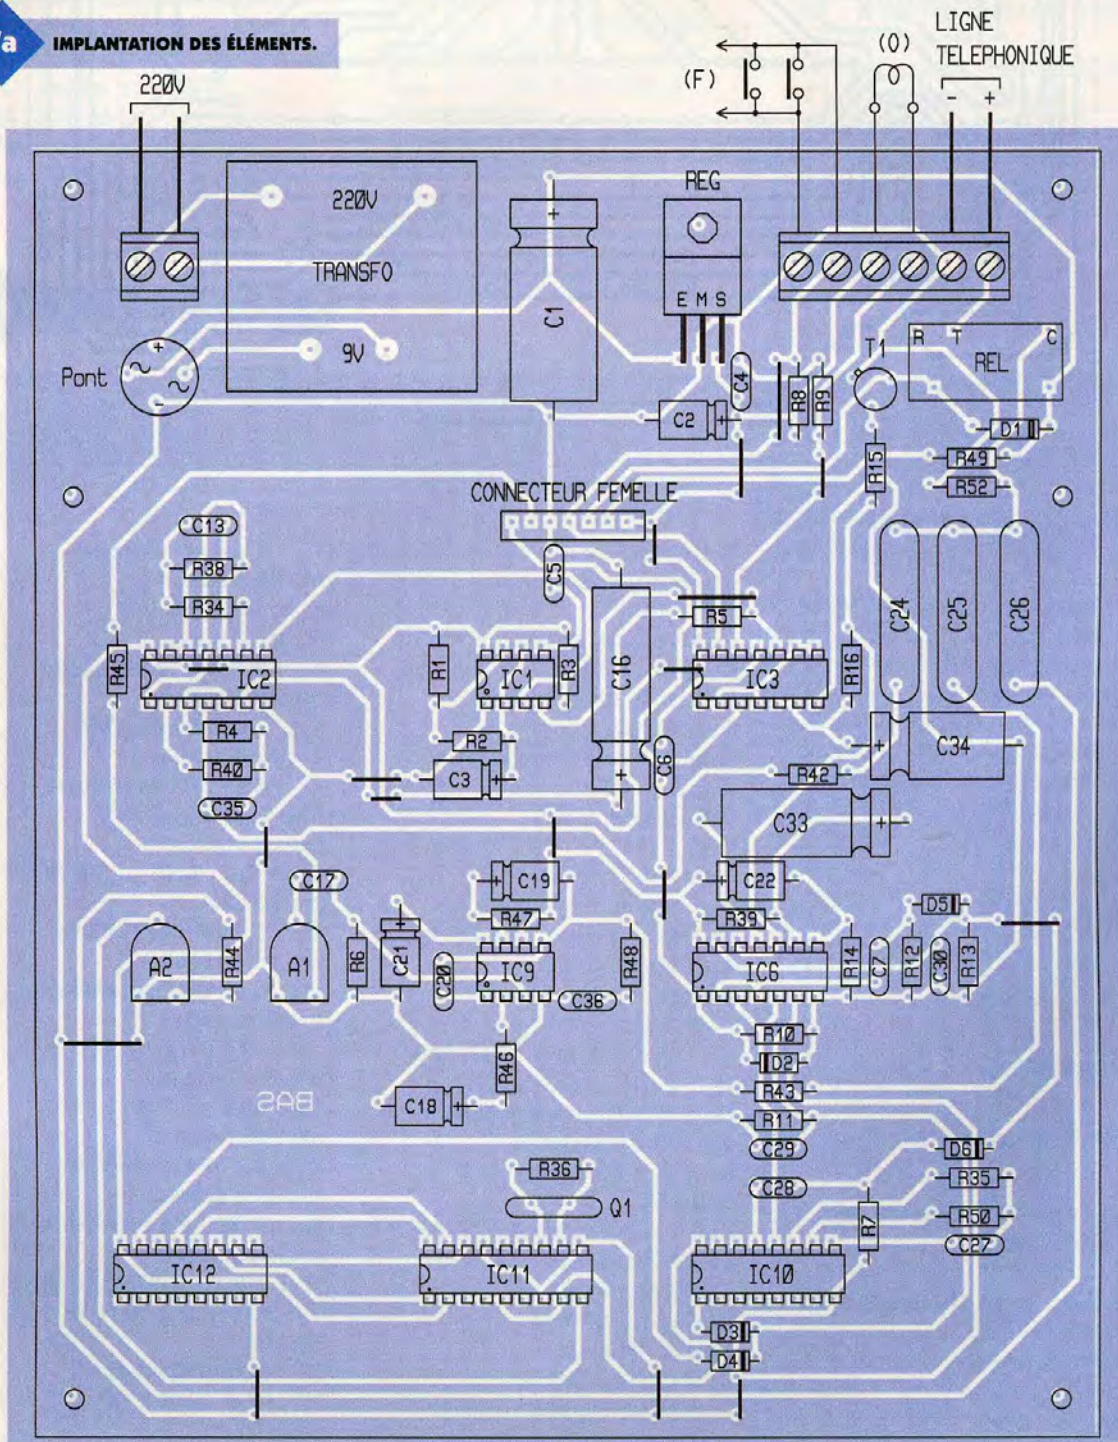 /a
IMPLANTATION DES ÉLÉMENTS.
220V
(F)
(O)
LIGNE
TELEPHONIQUE
- +
220V
TRANSFO
9V
Pont
+
-
+
C1
REG
E M S
C2
+
C4
R8
R9
T1
R T C
REL
D1
R15
R49
R52
CONNECTEUR FEMELLE
C13
R38
R34
C5
R5
C24
C25
C26
R45
IC2
R1
IC1
R3
C16
IC3
R16
R4
R2
R40
C3
+
+
C6
R42
+
C34
C35
C33
+
C17
+
C19
+
C22
R47
R39
D5
A2
R44
A1
R6
C21
+
C20
IC9
C36
R48
IC6
R14
C7
R12
C30
R13
R10
D2
R46
R43
BAS
C18
+
R11
C29
D6
R36
C28
R35
Q1
R7
R50
C27
IC12
IC11
IC10
D3
D4